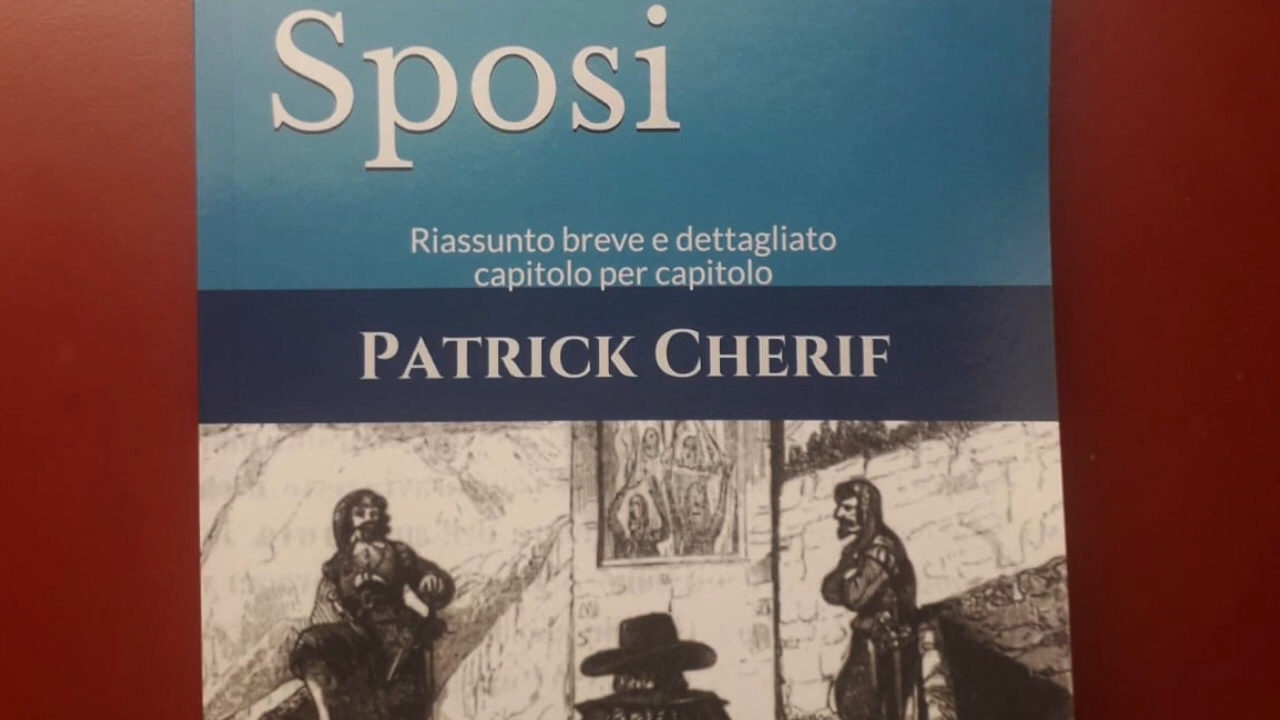 Sposi
Riassunto breve e dettagliato
capitolo per capitolo
PATRICK CHERIF